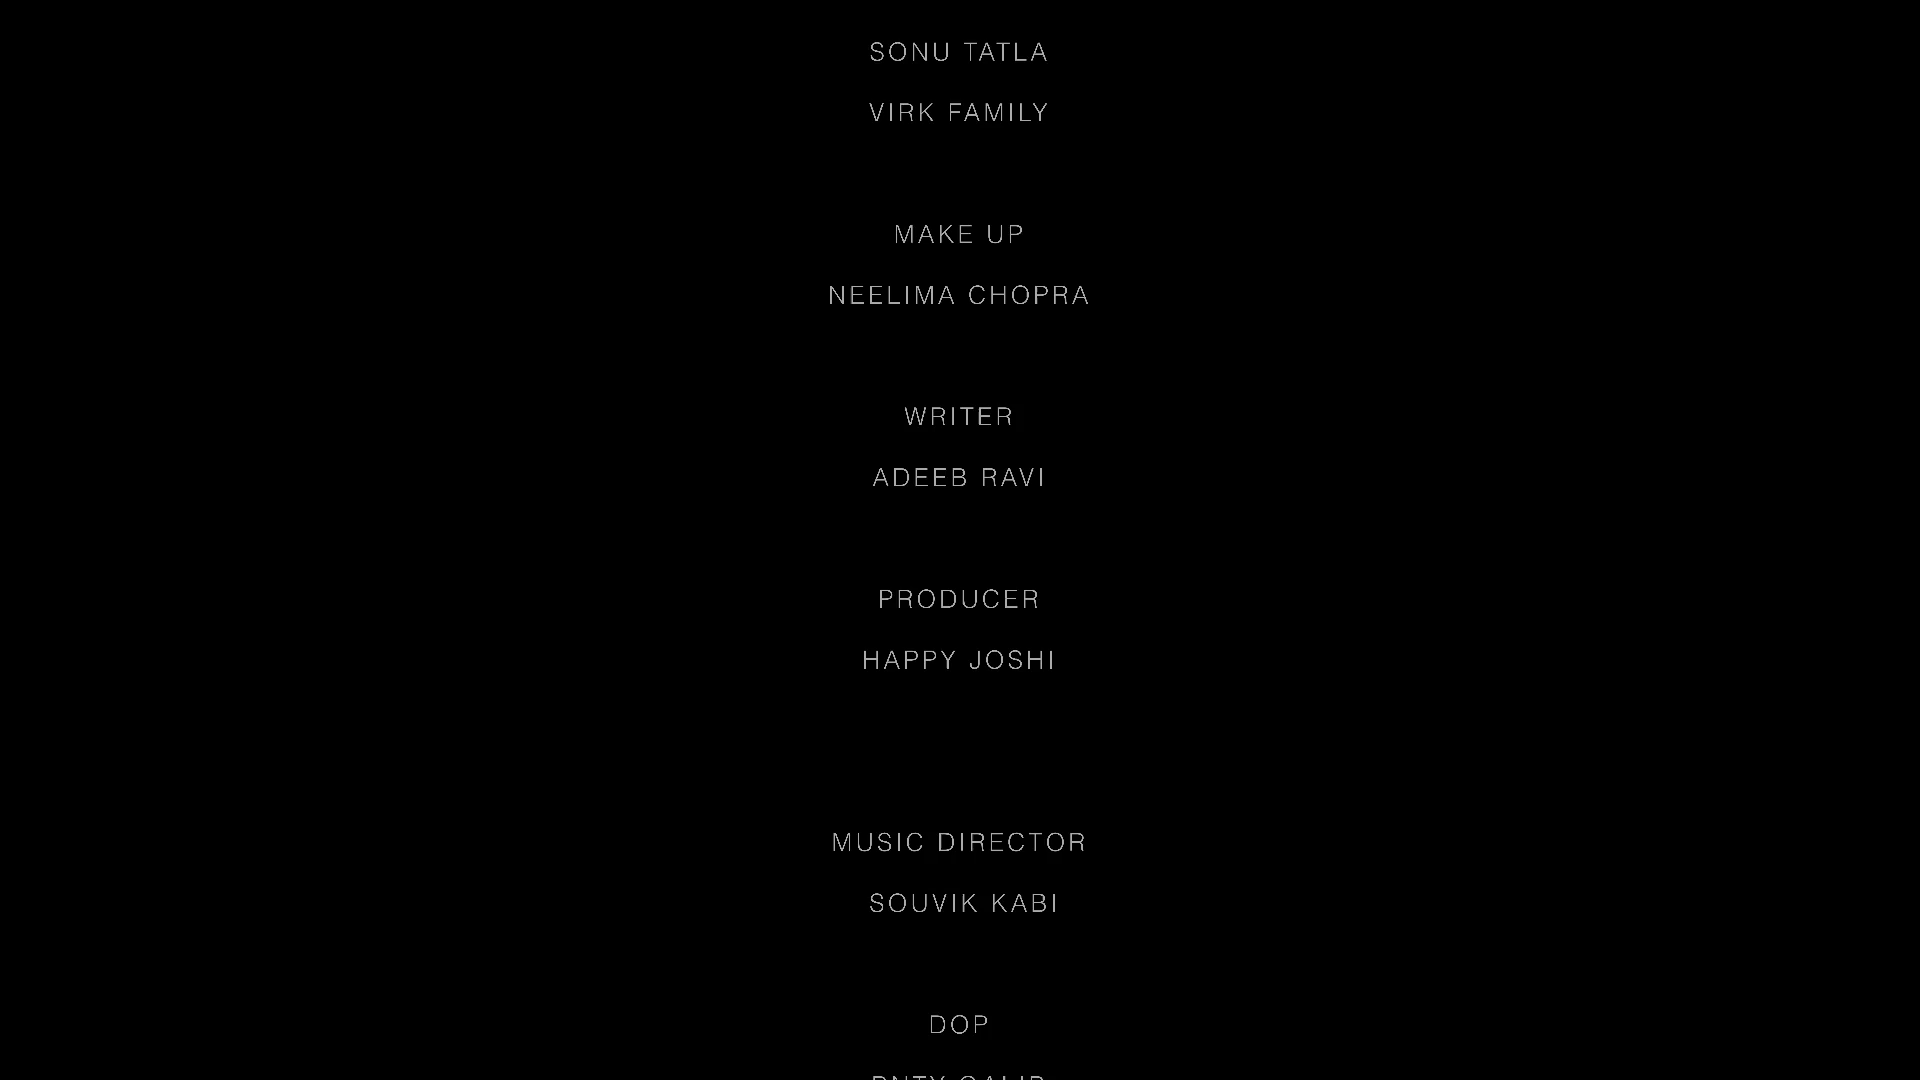 SONU TATLA
VIRK FAMILY
MAKE UP
NEELIMA CHOPRA
WRITER
ADEEB RAVI
PRODUCER
HAPPY JOSHI
MUSIC DIRECTOR
SOUVIK KABI
DOP